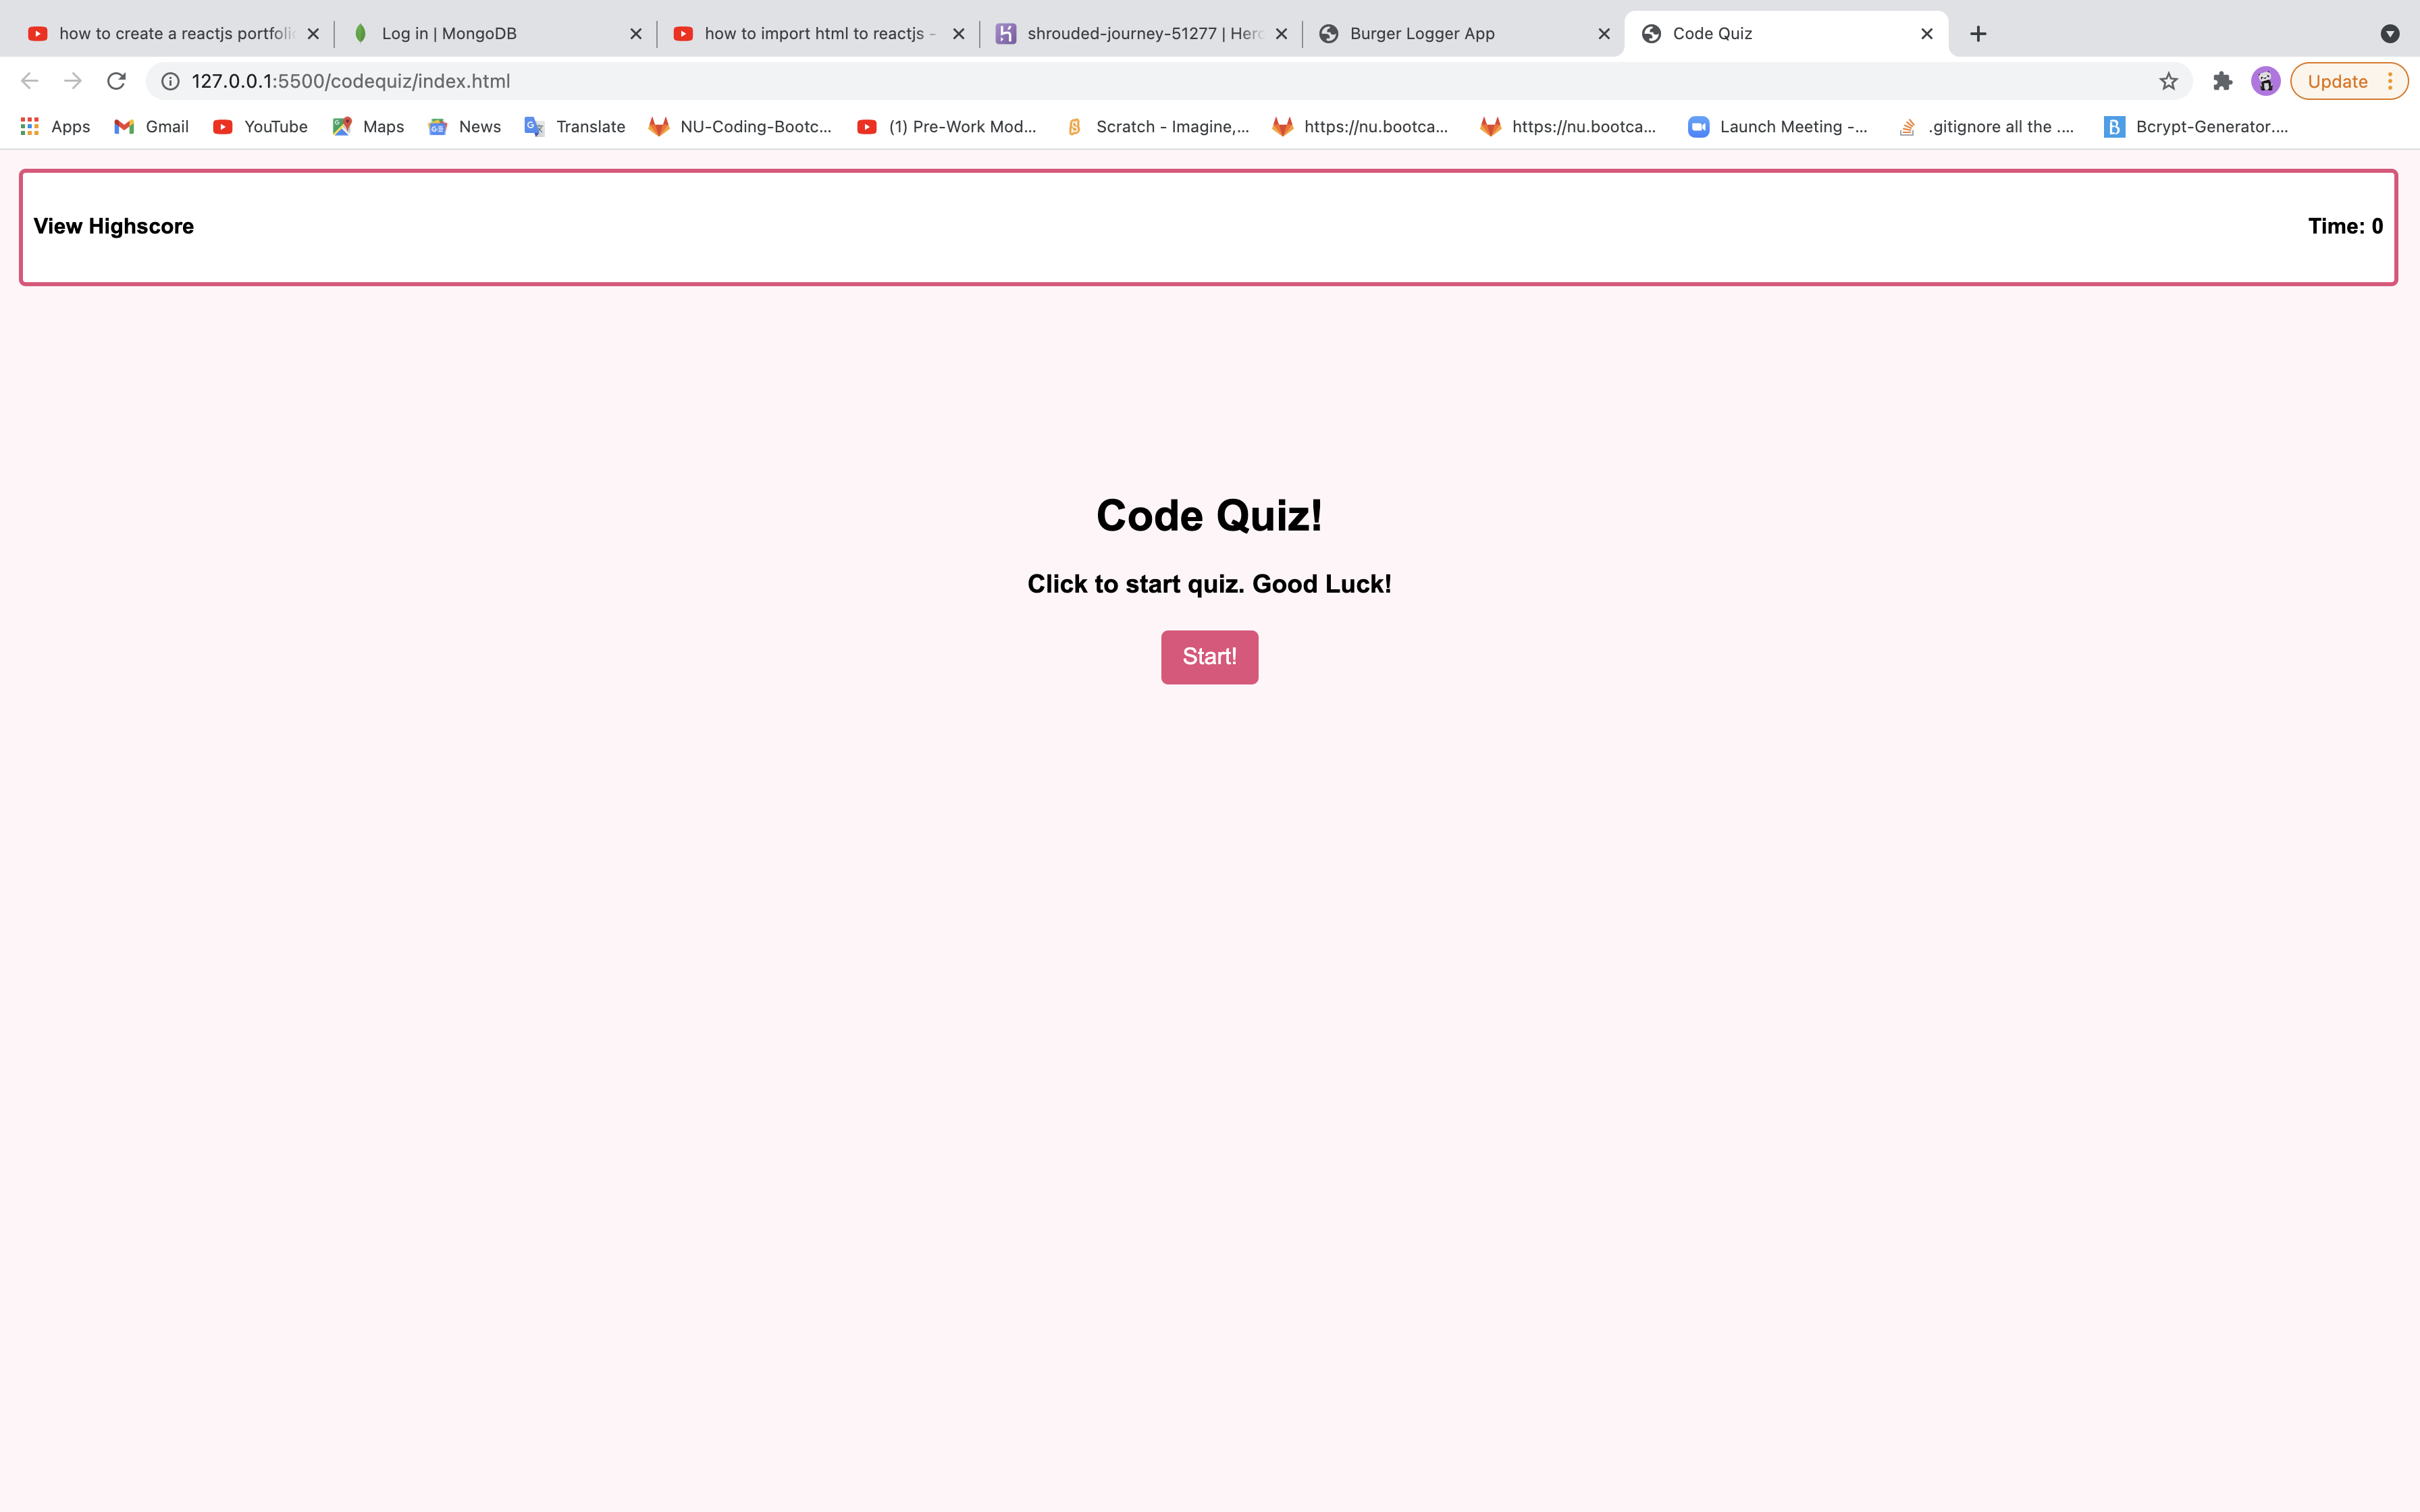 how to create a reactjs portfolio
Log in | MongoDB
how to import html to reactjs -
shrouded-journey-51277 | Herc
Burger Logger App
Code Quiz
127.0.0.1:5500/codequiz/index.html
Update
Apps
Gmail
YouTube
Maps
News
Translate
NU-Coding-Bootc...
(1) Pre-Work Mod...
Scratch - Imagine,...
https://nu.bootca...
https://nu.bootca...
Launch Meeting -...
.gitignore all the ....
Bcrypt-Generator....
View Highscore
Time: 0
Code Quiz!
Click to start quiz. Good Luck!
Start!